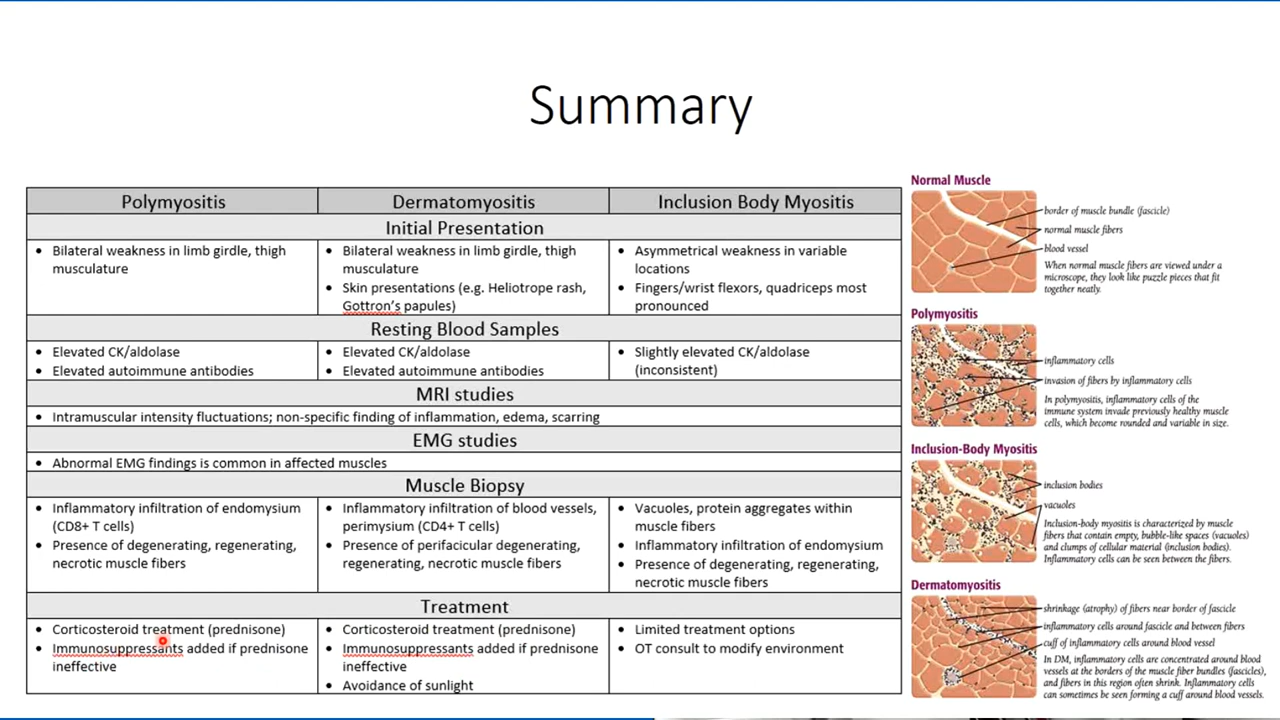 Summary
Polymyositis
Dermatomyositis
Inclusion Body Myositis
Initial Presentation
• Bilateral weakness in limb girdle, thigh
musculature
• Bilateral weakness in limb girdle, thigh
musculature
• Skin presentations (e.g. Heliotrope rash,
Gottron's papules)
• Asymmetrical weakness in variable
locations
• Fingers/wrist flexors, quadriceps most
pronounced
Resting Blood Samples
• Elevated CK/aldolase
• Elevated autoimmune antibodies
• Elevated CK/aldolase
• Elevated autoimmune antibodies
• Slightly elevated CK/aldolase
(inconsistent)
MRI studies
• Intramuscular intensity fluctuations; non-specific finding of inflammation, edema, scarring
EMG studies
• Abnormal EMG findings is common in affected muscles
Muscle Biopsy
• Inflammatory infiltration of endomysium
(CD8+ T cells)
• Presence of degenerating, regenerating,
necrotic muscle fibers
• Inflammatory infiltration of blood vessels,
perimysium (CD4+ T cells)
• Presence of perifacicular degenerating,
regenerating, necrotic muscle fibers
• Vacuoles, protein aggregates within
muscle fibers
• Inflammatory infiltration of endomysium
• Presence of degenerating, regenerating,
necrotic muscle fibers
Treatment
• Corticosteroid treatment (prednisone)
• Immunosuppressants added if prednisone
ineffective
• Corticosteroid treatment (prednisone)
• Immunosuppressants added if prednisone
ineffective
• Avoidance of sunlight
• Limited treatment options
• OT consult to modify environment
Normal Muscle
border of muscle bundle (fascicle)
normal muscle fibers
blood vessel
When normal muscle fibers are viewed under a
microscope, they look like puzzle pieces that fit
together neatly.
Polymyositis
inflammatory cells
invasion of fibers by inflammatory cells
In polymyositis, inflammatory cells of the
immune system invade previously healthy muscle
cells, which become rounded and variable in size.
Inclusion-Body Myositis
inclusion bodies
vacuoles
Inclusion-body myositis is characterized by muscle
fibers that contain empty, bubble-like spaces (vacuoles)
and clumps of cellular material (inclusion bodies).
Inflammatory cells can be seen between the fibers.
Dermatomyositis
shrinkage (atrophy) of fibers near border of fascicle
inflammatory cells around fascicle and between fibers
cuff of inflammatory cells around blood vessel
In DM, inflammatory cells are concentrated around blood
vessels at the borders of the muscle fiber bundles (fascicles),
and fibers in this region often shrink. Inflammatory cells
can sometimes be seen forming a cuff around blood vessels.